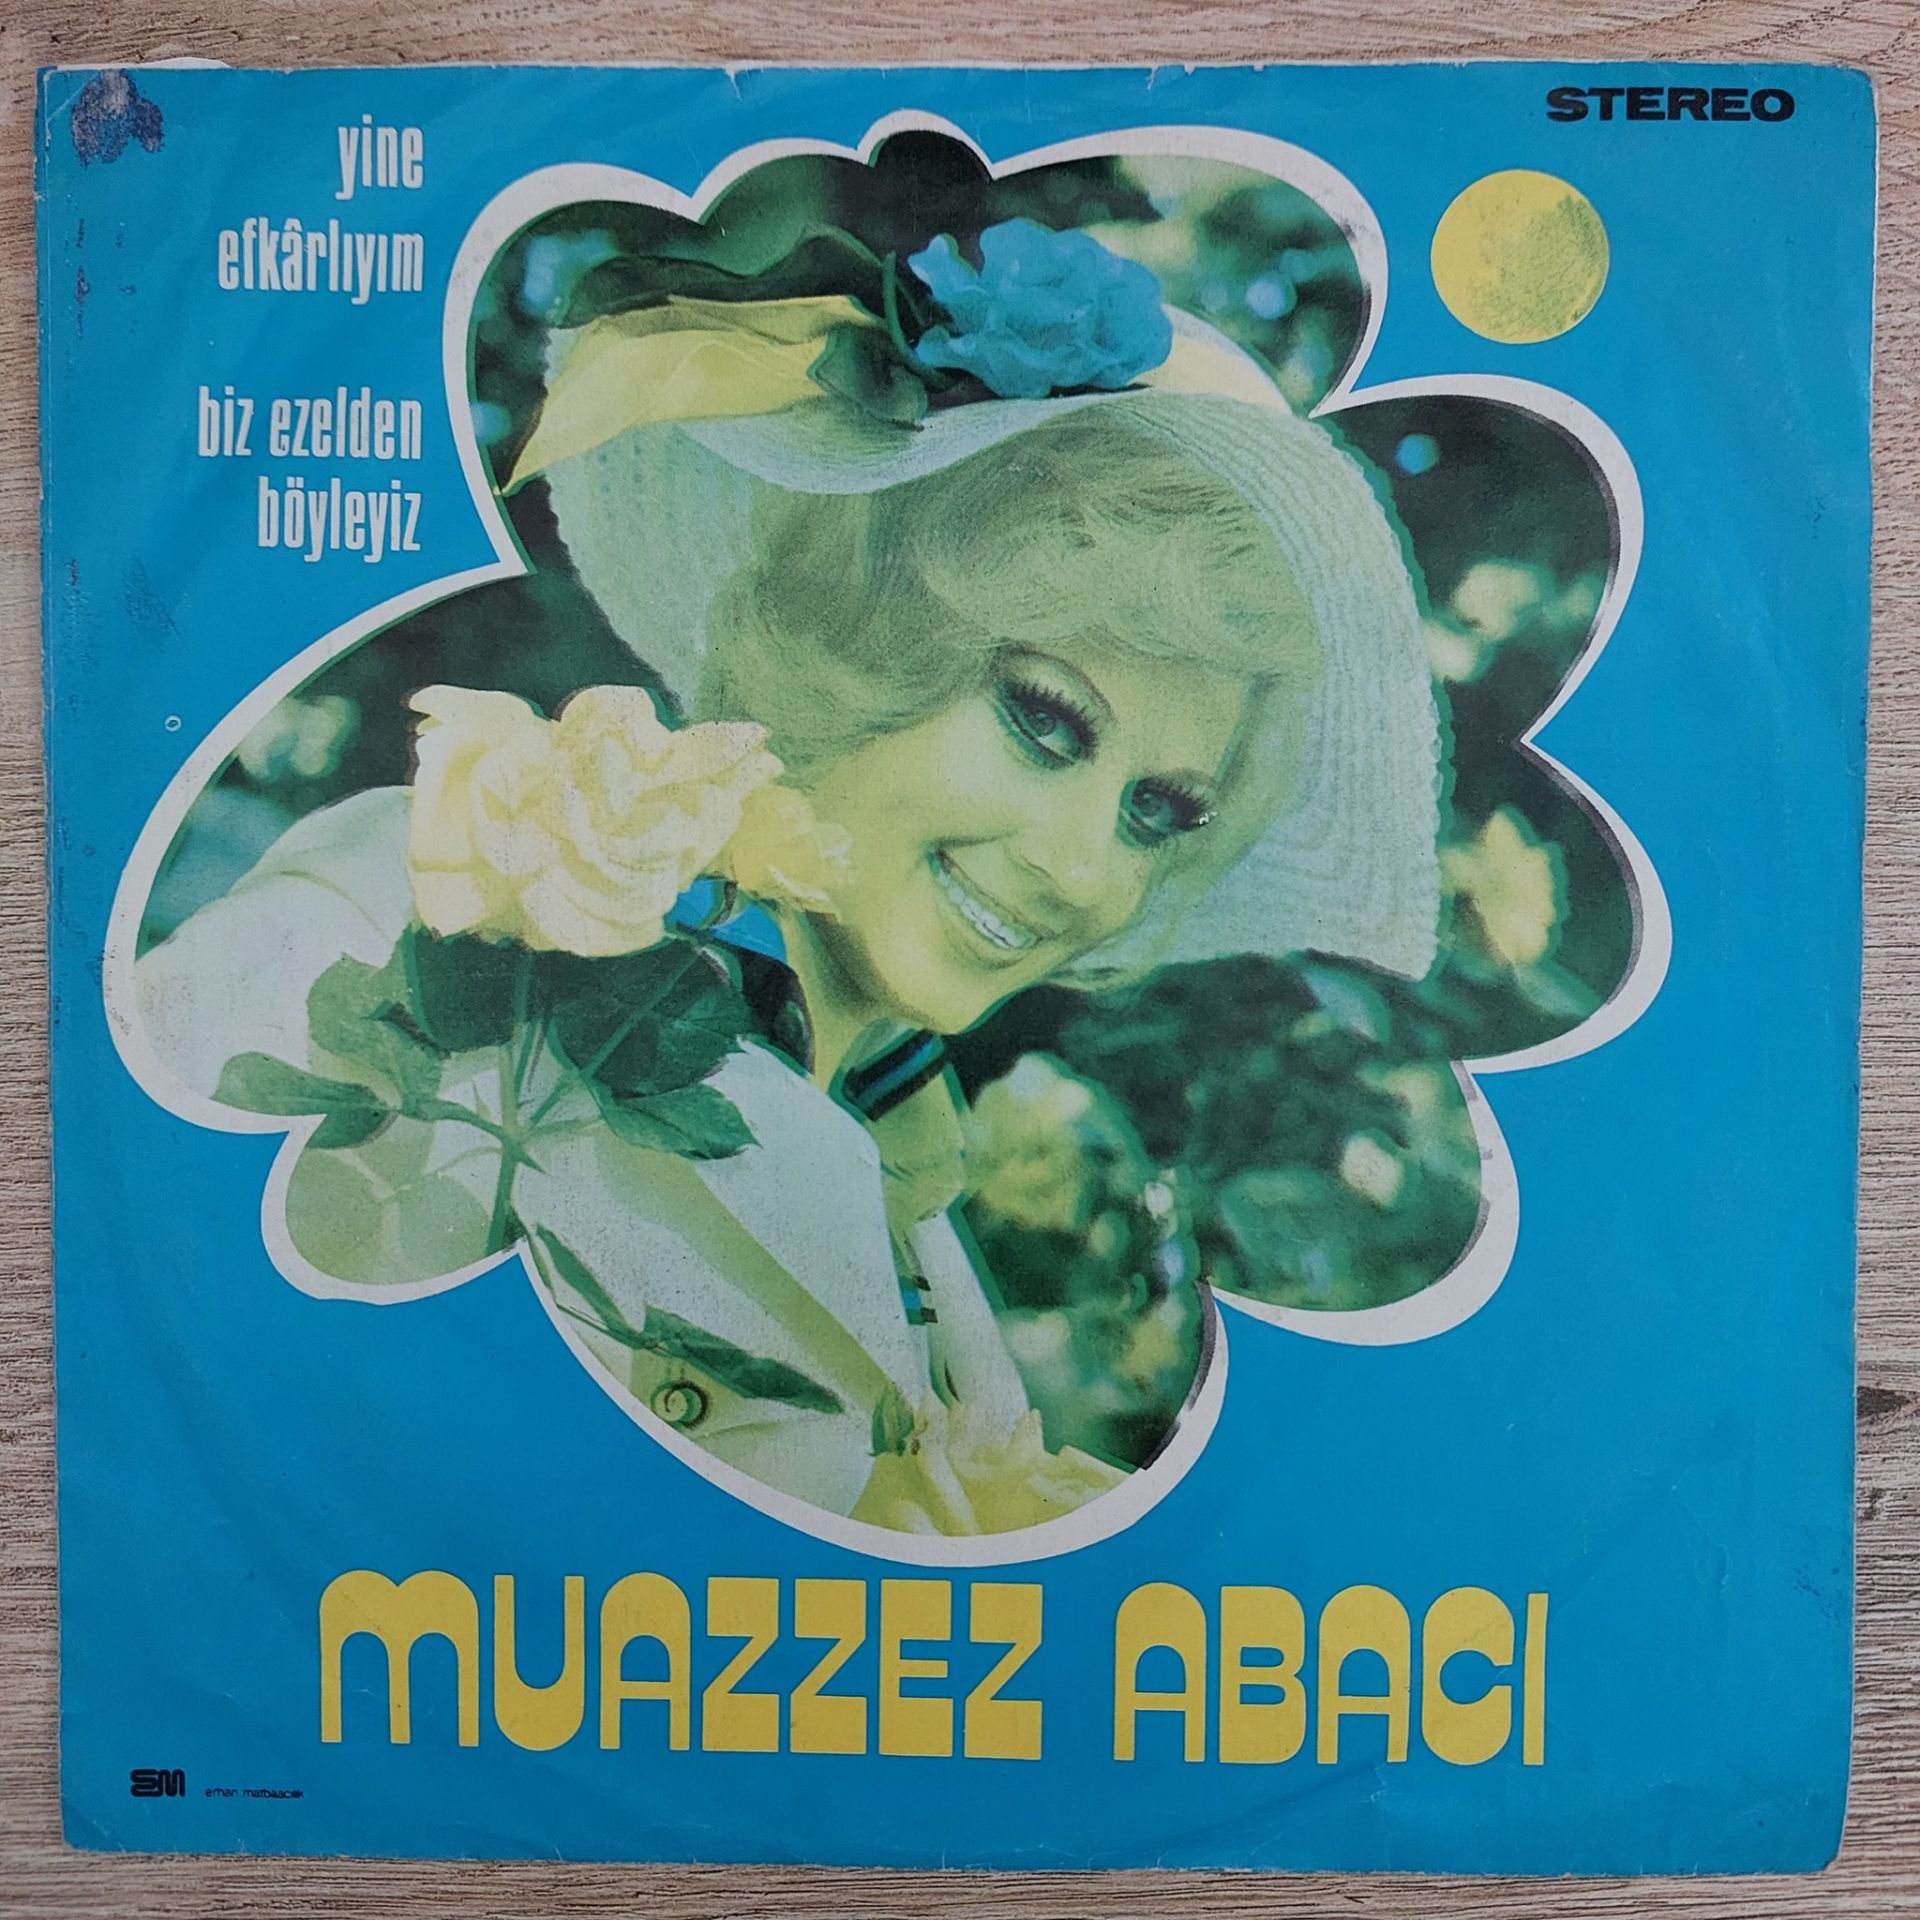 STEREO
yine
efkârlıyım
biz ezelden
böyleyiz
MUAZZEZ ABACI
erhan matbaacılık